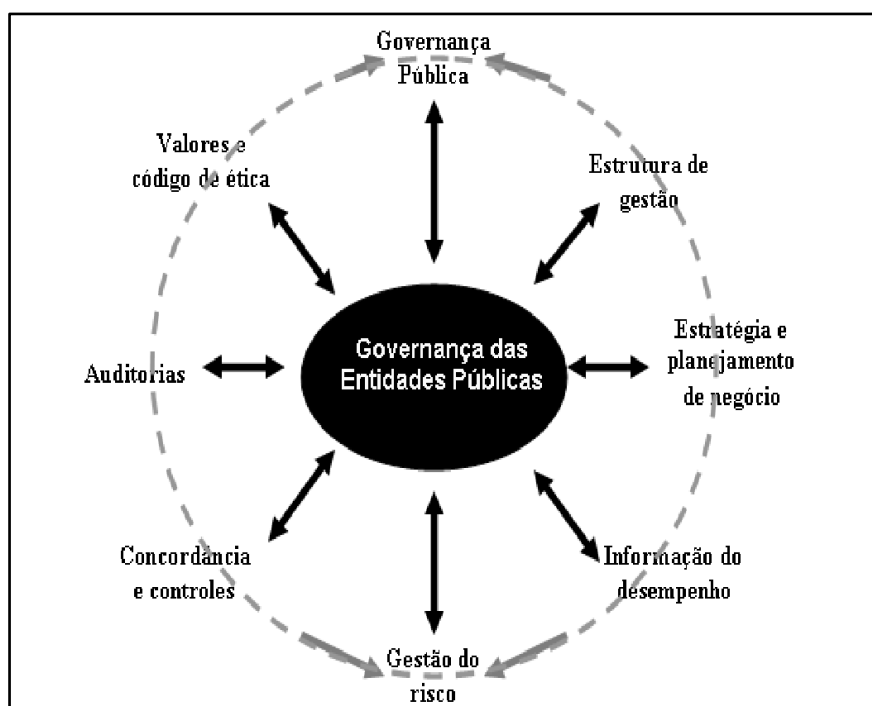 Governança
Pública
Valores e
código de ética
Estrutura de
gestão
Governança das
Entidades Públicas
Auditorias
Estratégia e
planejamento
de negócio
Concordância
e controles
Informação do
desempenho
Gestão do
risco